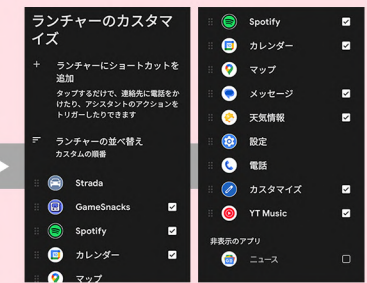 ランチャーのカスタマ
イズ
ランチャーにショートカットを
追加
タップするだけで、連絡先に電話をか
けたり、アシスタントのアクションを
トリガーしたりできます
ランチャーの並べ替え
カスタムの順番
Strada
GameSnacks
Spotify
カレンダー
マップ
Spotify
カレンダー
マップ
メッセージ
天気情報
設定
電話
カスタマイズ
YT Music
非表示のアプリ
ニュース